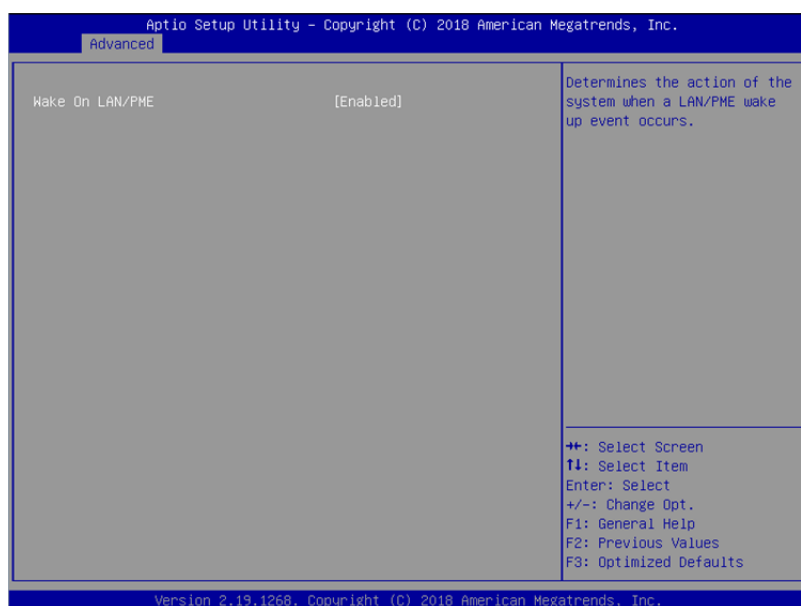 Aptio Setup Utility – Copyright (C) 2018 American Megatrends, Inc.
Advanced
Wake On LAN/PME [Enabled]
Determines the action of the
system when a LAN/PME wake
up event occurs.
→←: Select Screen
↑↓: Select Item
Enter: Select
+/-: Change Opt.
F1: General Help
F2: Previous Values
F3: Optimized Defaults
Version 2.19.1268. Copyright (C) 2018 American Megatrends, Inc.